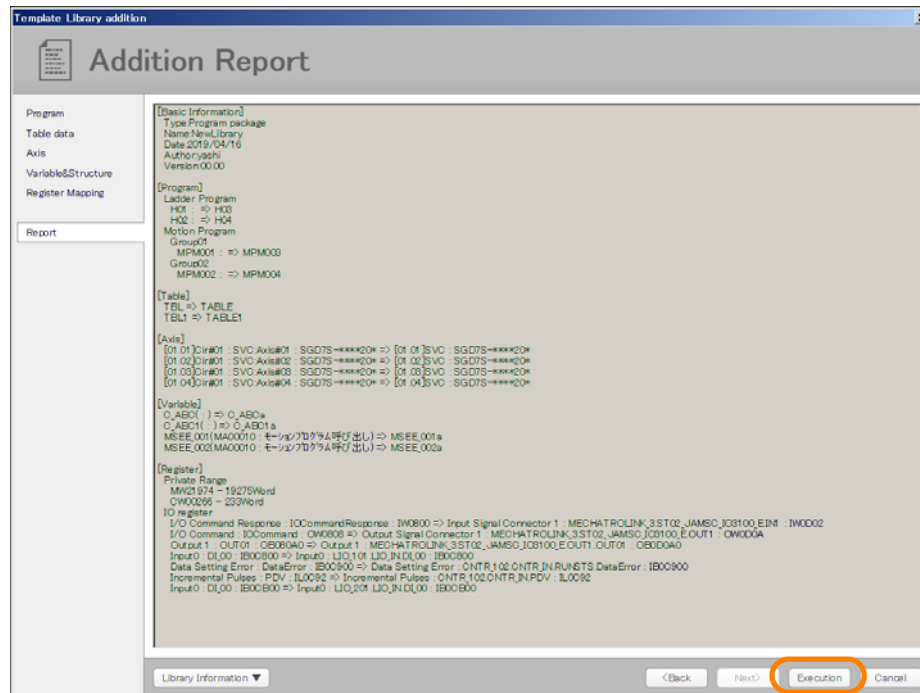 Template Library addition
Addition Report
Program
Table data
Axis
Variable&Structure
Register Mapping
Report
[Basic Information]
Type:Program package
Name:NewLibrary
Date:2019/04/16
Author:yashi
Version:00.00
[Program]
Ladder Program
H01 : => H03
H02 : => H04
Motion Program
Group01
MPM001 : => MPM003
Group02
MPM002 : => MPM004
[Table]
TBL => TABLE
TBL1 => TABLE1
[Axis]
[01.01]Cir#01 : SVC:Axis#01 : SGD7S-****20* => [01.01]SVC : SGD7S-****20*
[01.02]Cir#01 : SVC:Axis#02 : SGD7S-****20* => [01.02]SVC : SGD7S-****20*
[01.03]Cir#01 : SVC:Axis#03 : SGD7S-****20* => [01.03]SVC : SGD7S-****20*
[01.04]Cir#01 : SVC:Axis#04 : SGD7S-****20* => [01.04]SVC : SGD7S-****20*
[Variable]
C_ABC( : ) => C_ABCa
C_ABC1( : ) => C_ABC1a
MSEE_001(MA00010 : モーションプログラム呼び出し) => MSEE_001a
MSEE_002(MA00010 : モーションプログラム呼び出し) => MSEE_002a
[Register]
Private Range
MW21974 - 19275Word
CW00266 - 233Word
IO register
I/O Command Response : IOCommandResponse : IW0800 => Input Signal Connector 1 : MECHATROLINK_3.ST02_JAMSC_IO3100_E.IN1 : IW0D02
I/O Command : IOCommand : OW0808 => Output Signal Connector 1 : MECHATROLINK_3.ST02_JAMSC_IO3100_E.OUT1 : OW0D0A
Output 1 : OUT01 : OB080A0 => Output 1 : MECHATROLINK_3.ST02_JAMSC_IO3100_E.OUT1.OUT01 : OB0D0A0
Input0 : DI_00 : IB0C800 => Input0 : LIO_101.LIO_IN.DI_00 : IB0C800
Data Setting Error : DataError : IB0C900 => Data Setting Error : CNTR_102.CNTR_IN.RUNSTS.DataError : IB0C900
Incremental Pulses : PDV : IL0C92 => Incremental Pulses : CNTR_102.CNTR_IN.PDV : IL0C92
Input0 : DI_00 : IB0CB00 => Input0 : LIO_201.LIO_IN.DI_00 : IB0CB00
Library Information ▼
<Back
Next>
Execution
Cancel